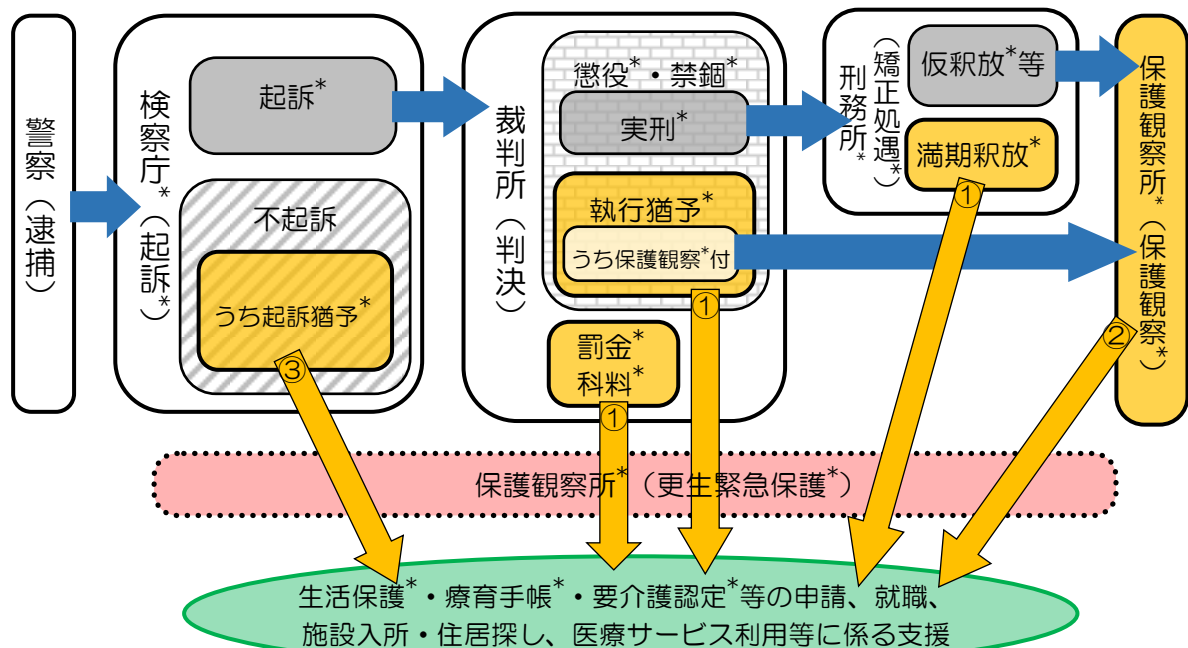 警察（逮捕）
検察庁*（起訴*）
起訴*
不起訴
うち起訴猶予*
③
裁判所（判決）
懲役*・禁錮*
実刑*
執行猶予*
うち保護観察*付
①
罰金*
科料*
①
刑務所*
（矯正処遇*）
仮釈放*等
満期釈放*
①
保護観察所*（保護観察*）
②
保護観察所*（更生緊急保護*）
生活保護*・療育手帳*・要介護認定*等の申請、就職、
施設入所・住居探し、医療サービス利用等に係る支援